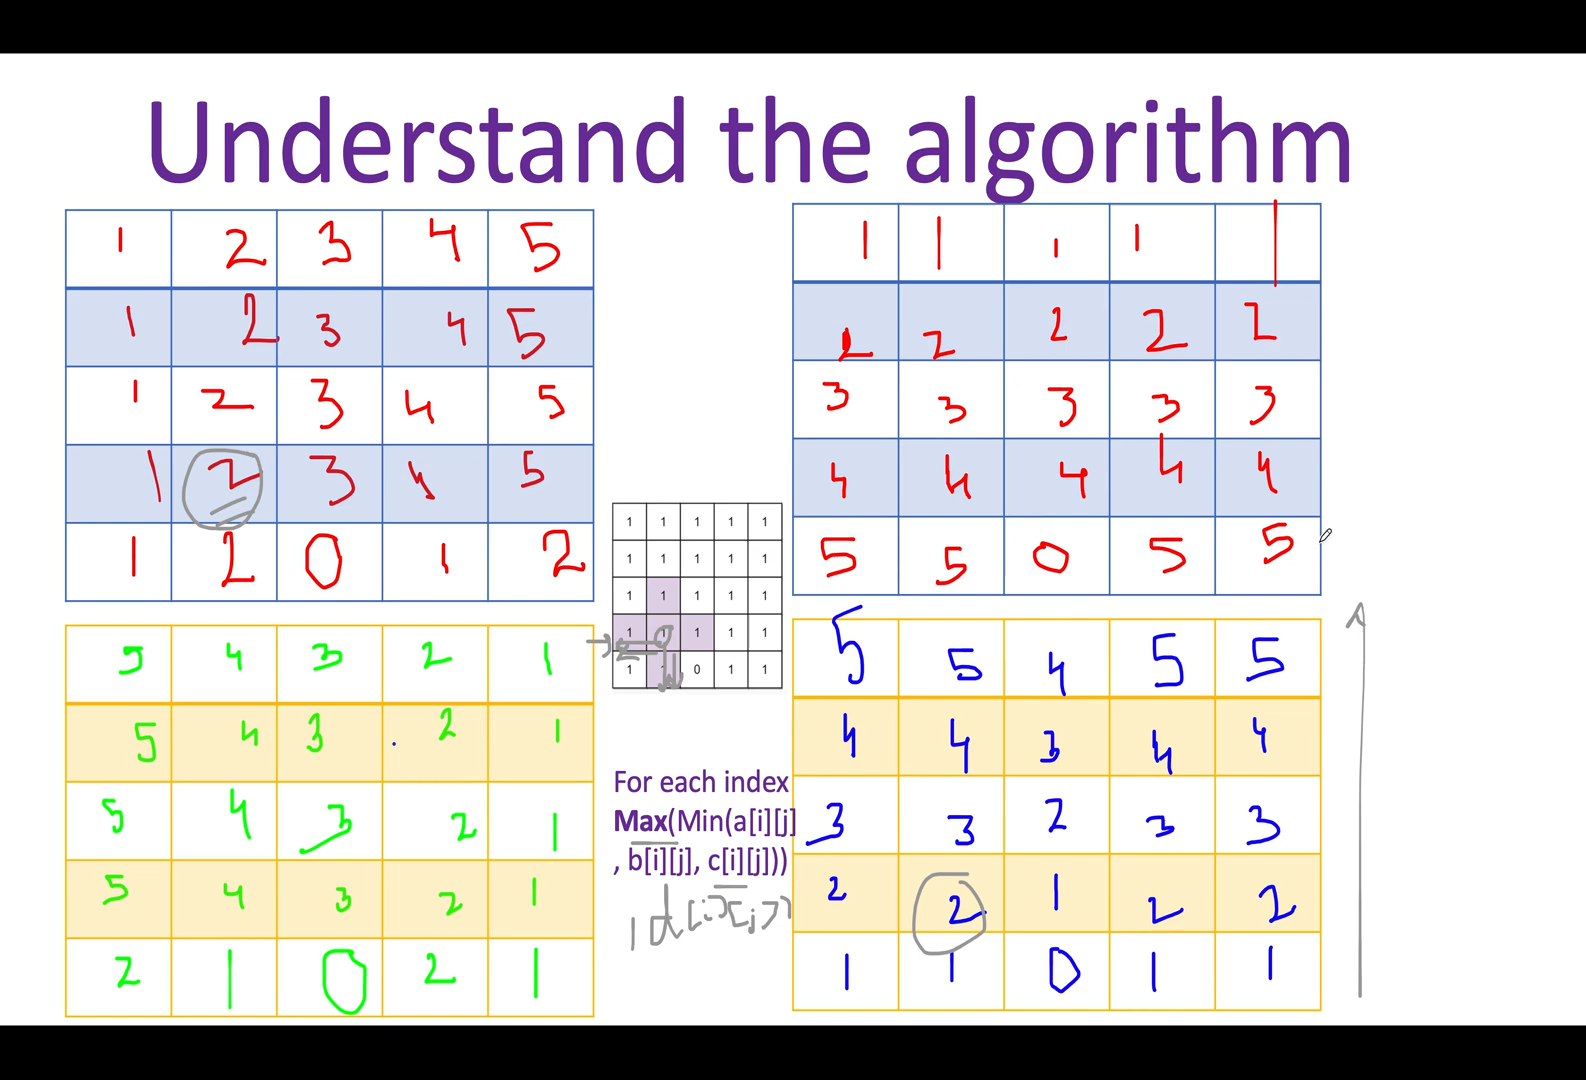 Understand the algorithm
1 2 3 4 5
1 2 3 4 5
1 2 3 4 5
1 2 3 4 5
1 2 0 1 2
1 1 1 1 1
2 2 2 2 2
3 3 3 3 3
4 4 4 4 4
5 5 0 5 5
1 1 1 1 1
1 1 1 1 1
1 1 1 1 1
1 1 1 1 1
1 1 0 1 1
5 4 3 2 1
5 4 3 2 1
5 4 3 2 1
5 4 3 2 1
2 1 0 2 1
For each index
Max(Min(a[i][j]
, b[i][j], c[i][j]))
, d[i][j])
5 5 4 5 5
4 4 3 4 4
3 3 2 3 3
2 2 1 2 2
1 1 0 1 1